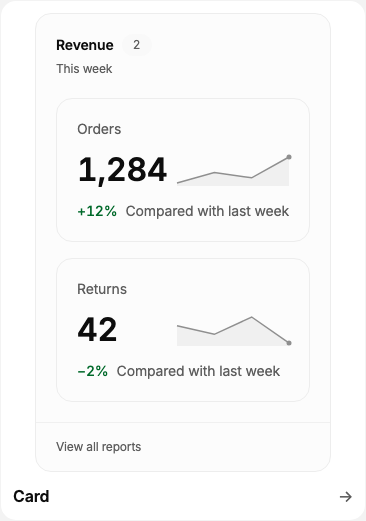 Revenue 2
This week
Orders
1,284
+12% Compared with last week
Returns
42
−2% Compared with last week
View all reports
Card →